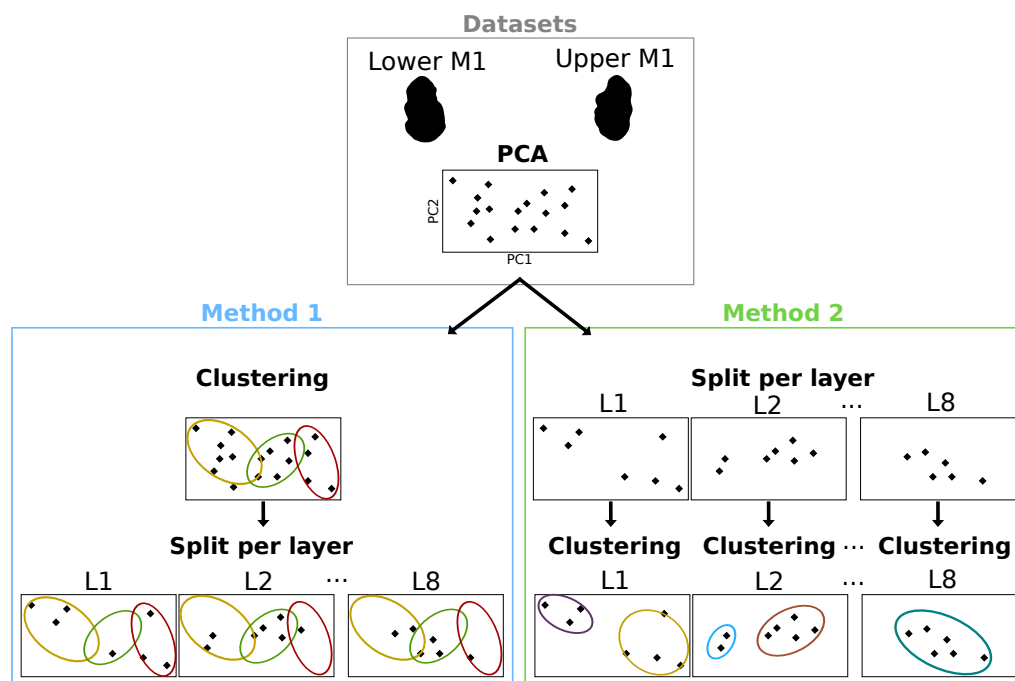 Datasets
Lower M1
Upper M1
PCA
PC2
PC1
Method 1
Method 2
Clustering
Split per layer
L1
L2
...
L8
Split per layer
L1
L2
...
L8
Clustering
Clustering
...
Clustering
L1
L2
...
L8